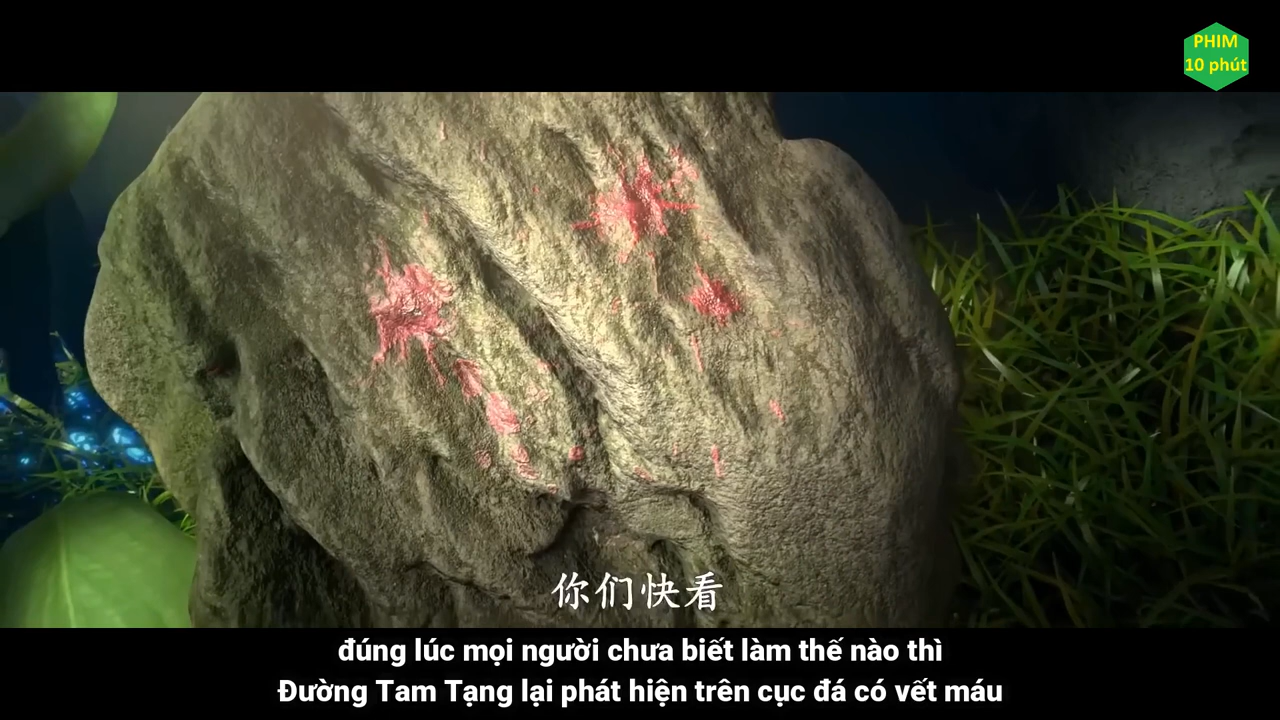 PHIM
10 phút
你们快看
đúng lúc mọi người chưa biết làm thế nào thì
Đường Tam Tạng lại phát hiện trên cục đá có vết máu